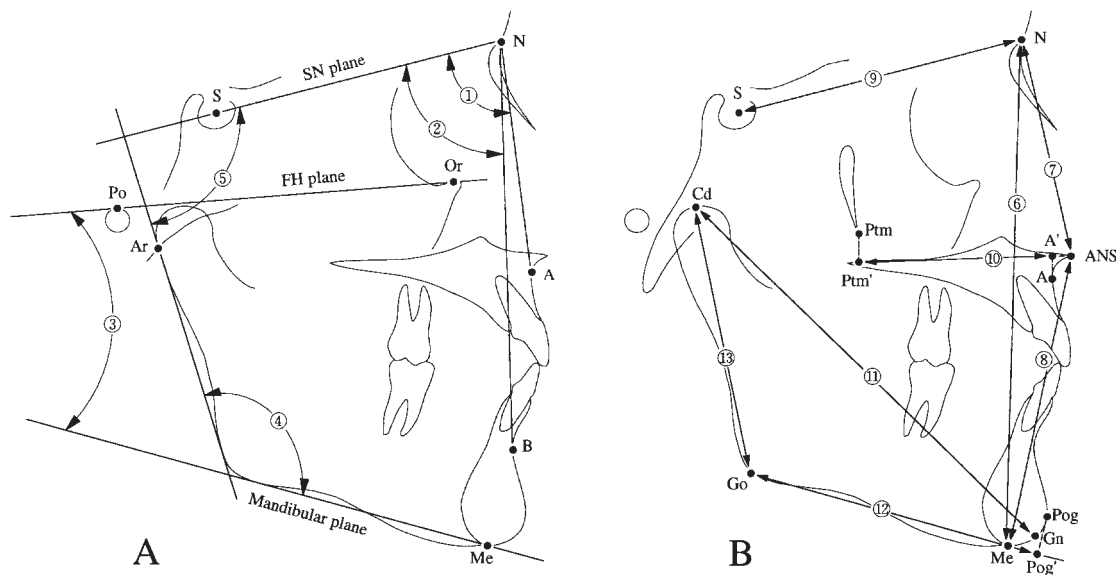 N
SN plane
S
①
②
Or
⑤
FH plane
Po
Ar
A
③
④
B
Mandibular plane
Me
A
N
⑨
S
⑦
⑥
Cd
Ptm
A'
ANS
⑩
Ptm'
A
⑬
⑧
⑪
Go
⑫
Pog
Gn
Me
Pog'
B